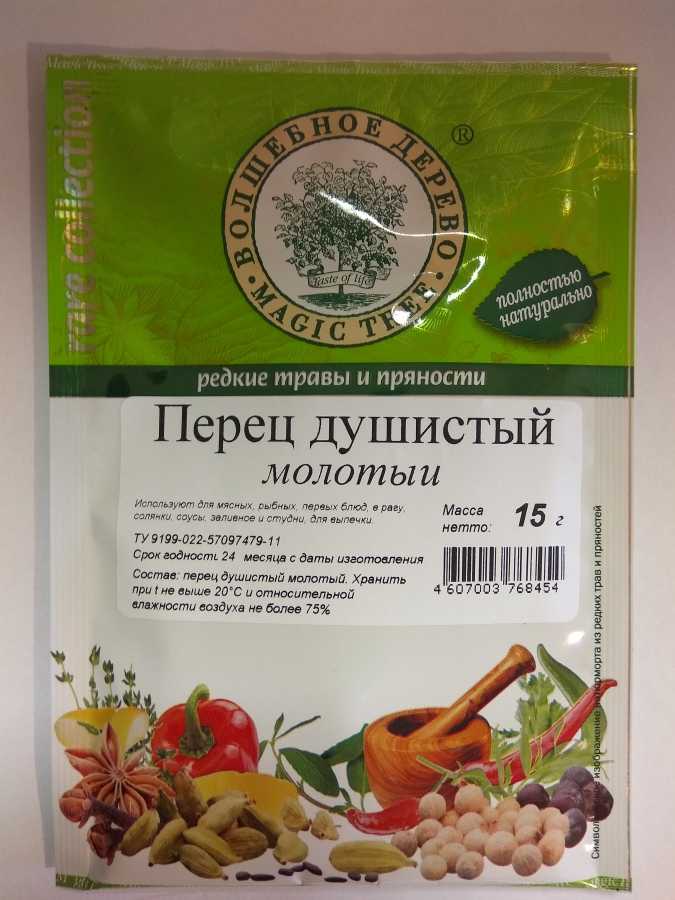 rare collection
ВОЛШЕБНОЕ ДЕРЕВО
®
Taste of life
MAGIC TREE
полностью
натурально
редкие травы и пряности
Перец душистый
молотыи
Используют для мясных, рыбных, первых блюд, в рагу,
солянки, соусы, заливное и студни, для выпечки.
Масса
нетто:
15 г
ТУ 9199-022-57097479-11
Срок годности 24 месяца с даты изготовления
Состав: перец душистый молотый. Хранить
при t не выше 20°С и относительной
влажности воздуха не более 75%
4 607003 768454
изображение натюрморта из редких трав и пряностей